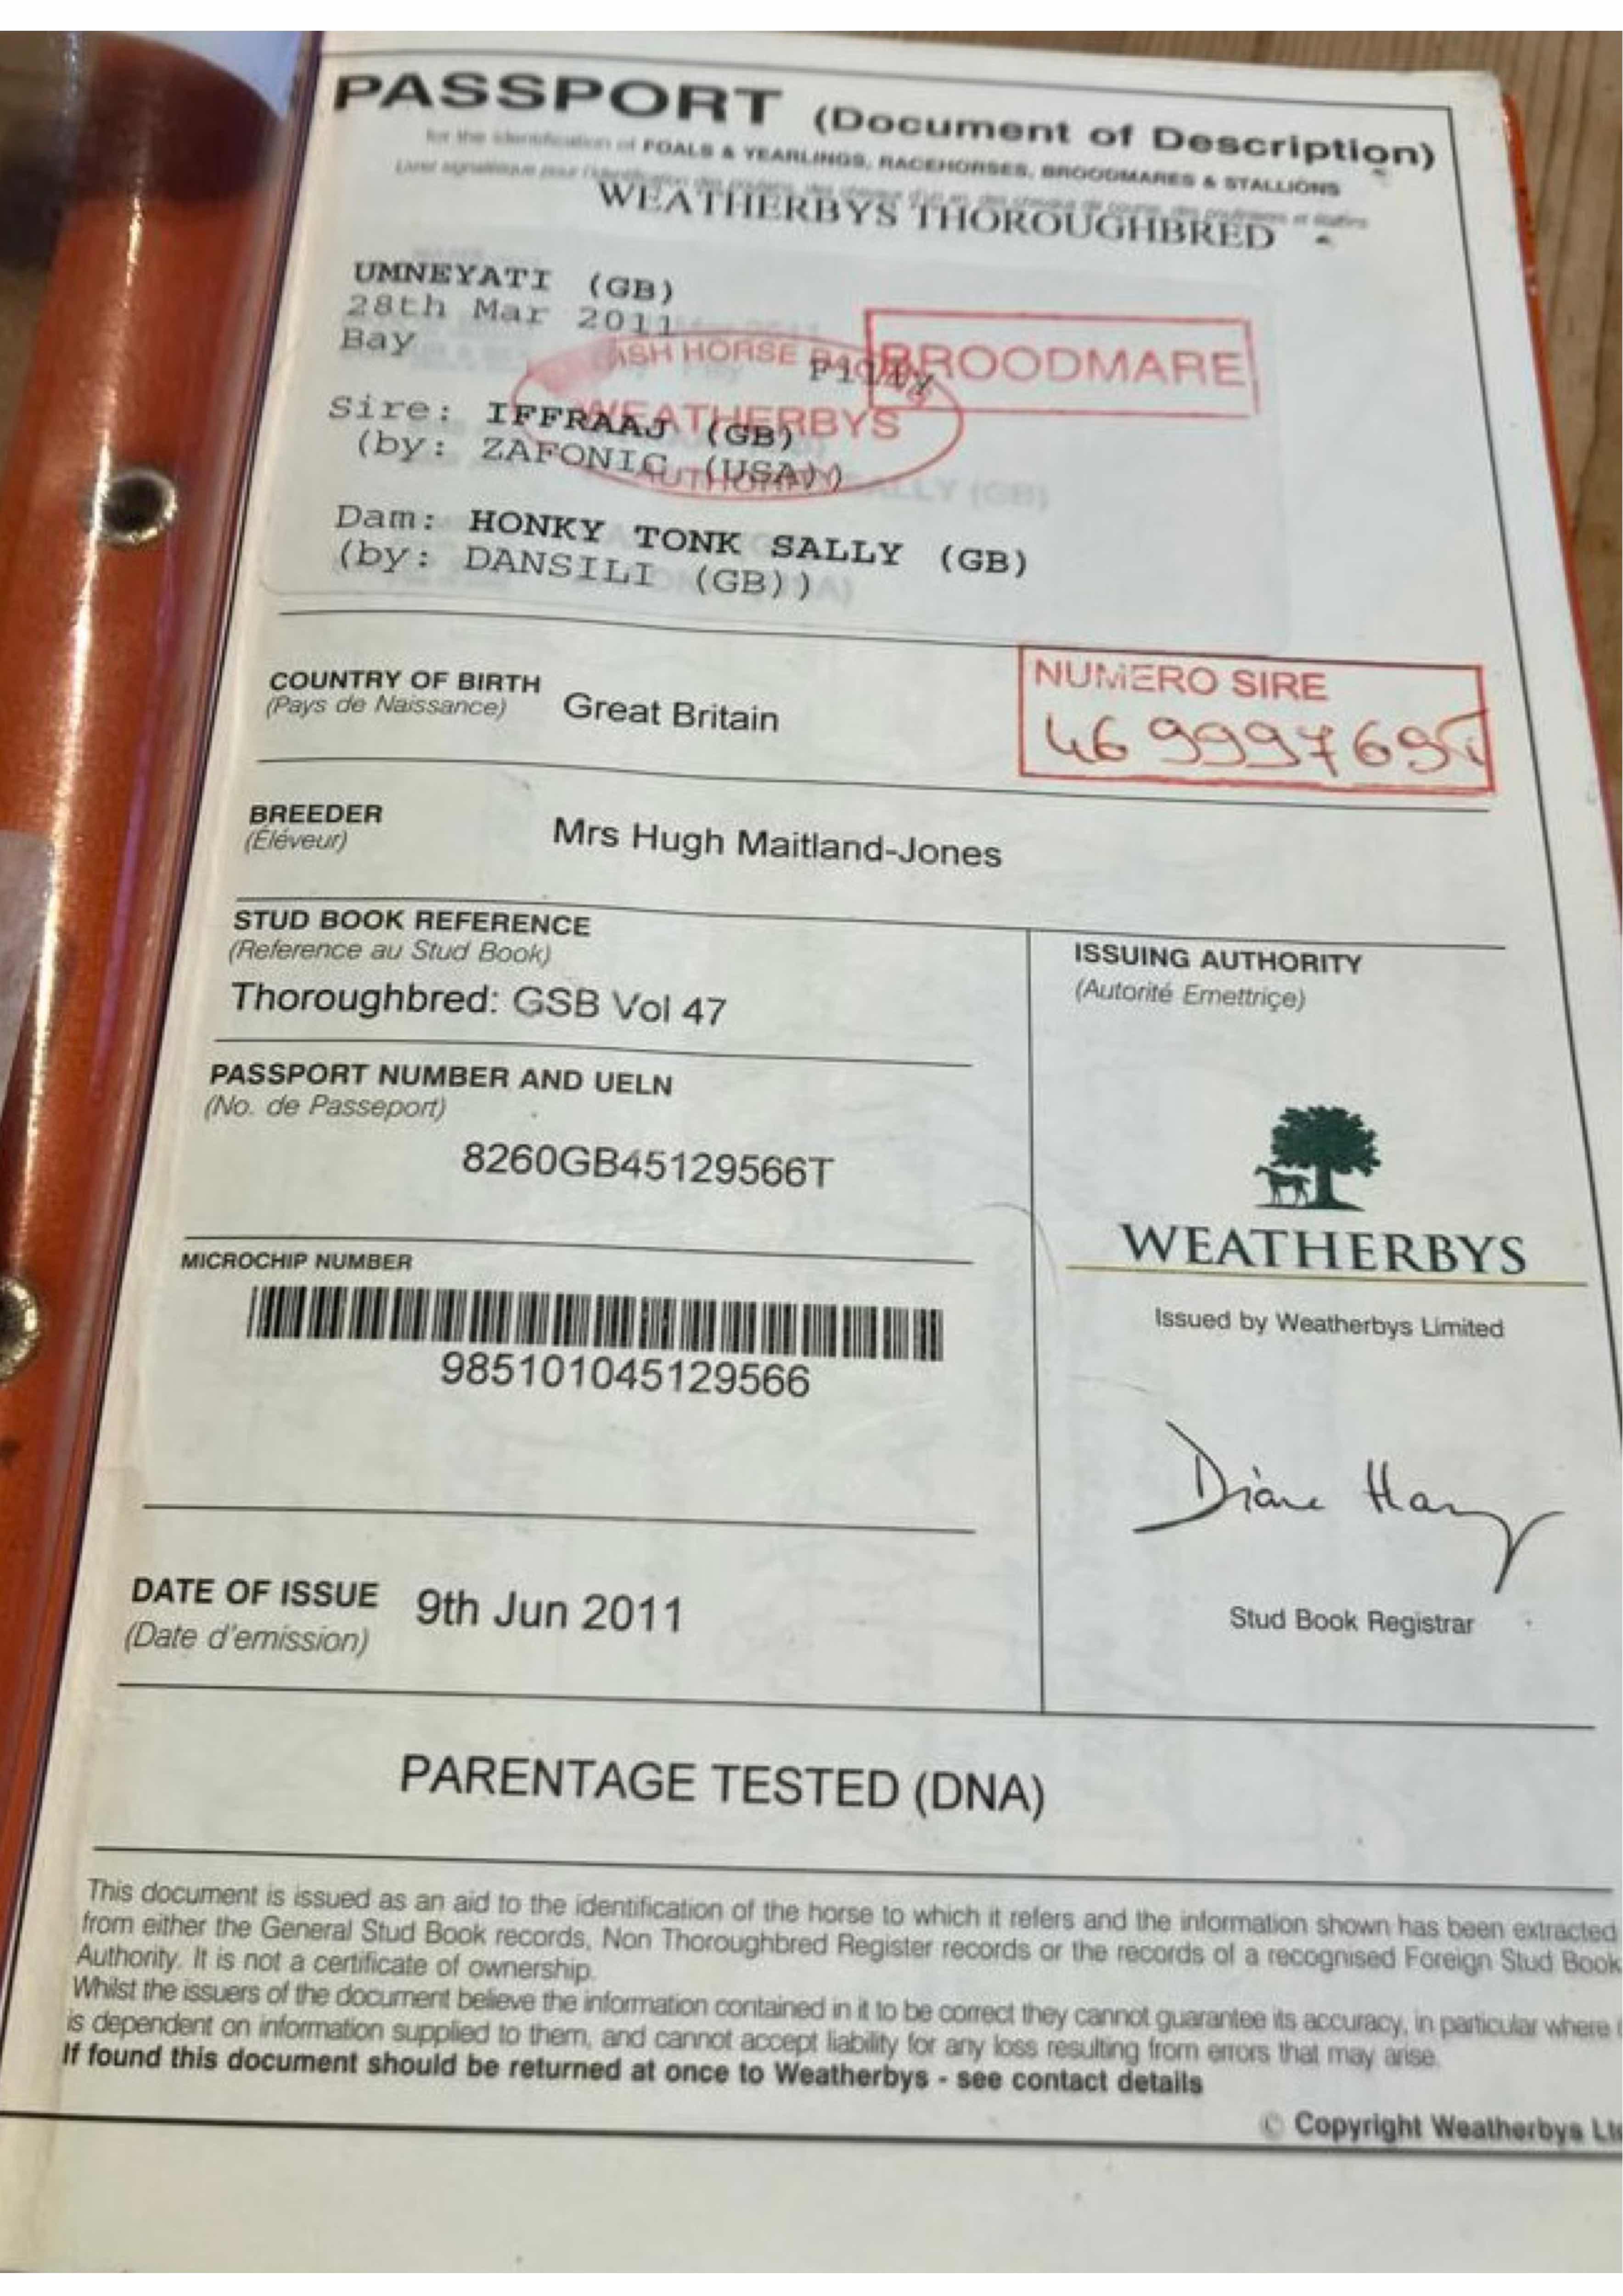 PASSPORT (Document of Description)
for the identification of FOALS & YEARLINGS, RACEHORSES, BROODMARES & STALLIONS
WEATHERBYS THOROUGHBRED
UMNEYATI (GB)
28th Mar 2011
Bay Filly
BROODMARE
WEATHERBYS
Sire: IFFRAAJ (GB)
(by: ZAFONIC (USA))
Dam: HONKY TONK SALLY (GB)
(by: DANSILI (GB))
COUNTRY OF BIRTH
(Pays de Naissance)
Great Britain
NUMERO SIRE
BREEDER
(Éléveur)
Mrs Hugh Maitland-Jones
STUD BOOK REFERENCE
(Reference au Stud Book)
Thoroughbred: GSB Vol 47
PASSPORT NUMBER AND UELN
(No. de Passeport)
8260GB45129566T
MICROCHIP NUMBER
985101045129566
DATE OF ISSUE
(Date d'emission)
9th Jun 2011
ISSUING AUTHORITY
(Autorité Emettriçe)
WEATHERBYS
Issued by Weatherbys Limited
Stud Book Registrar
PARENTAGE TESTED (DNA)
This document is issued as an aid to the identification of the horse to which it refers and the information shown has been extracted
from either the General Stud Book records, Non Thoroughbred Register records or the records of a recognised Foreign Stud Book
Authority. It is not a certificate of ownership.
Whilst the issuers of the document believe the information contained in it to be correct they cannot guarantee its accuracy, in particular where
is dependent on information supplied to them, and cannot accept liability for any loss resulting from errors that may arise.
If found this document should be returned at once to Weatherbys - see contact details
© Copyright Weatherbys